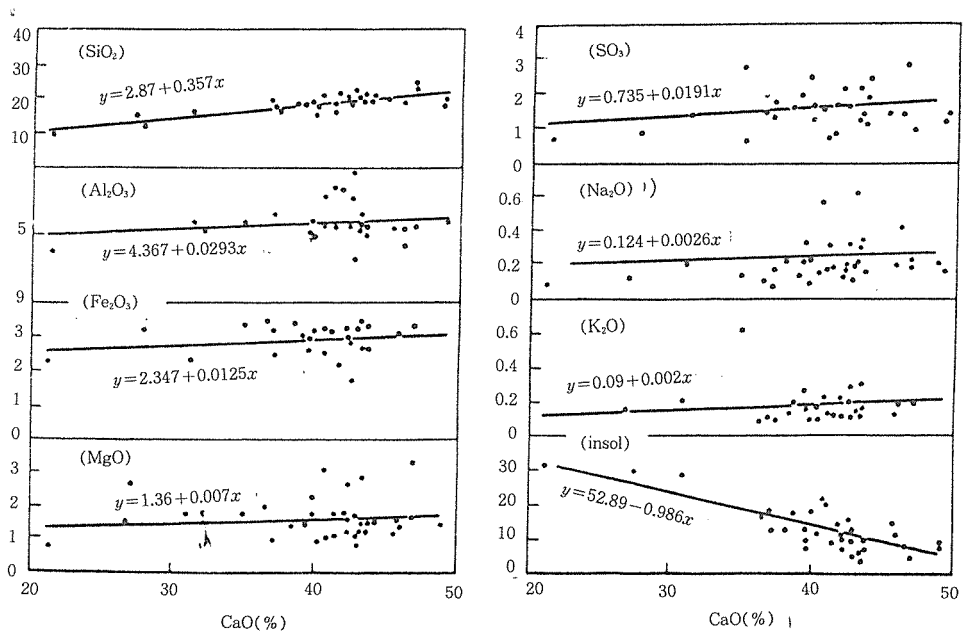 40
(SiO₂)
30
y=2.87+0.357x
20
10
(Al₂O₃)
5
y=4.367+0.0293x
9
(Fe₂O₃)
3
2
y=2.347+0.0125x
1
0
(MgO)
3
2
y=1.36+0.007x
1
0
20 30 40 50
CaO(%)
4
(SO₃)
3
2
y=0.735+0.0191x
1
0
0.6
(Na₂O) ¹⁾)
0.4
y=0.124+0.0026x
0.2
0
(K₂O)
0.6
0.4
y=0.09+0.002x
0.2
0
(insol)
30
20
y=52.89−0.986x
10
0
20 30 40 50
CaO(%)